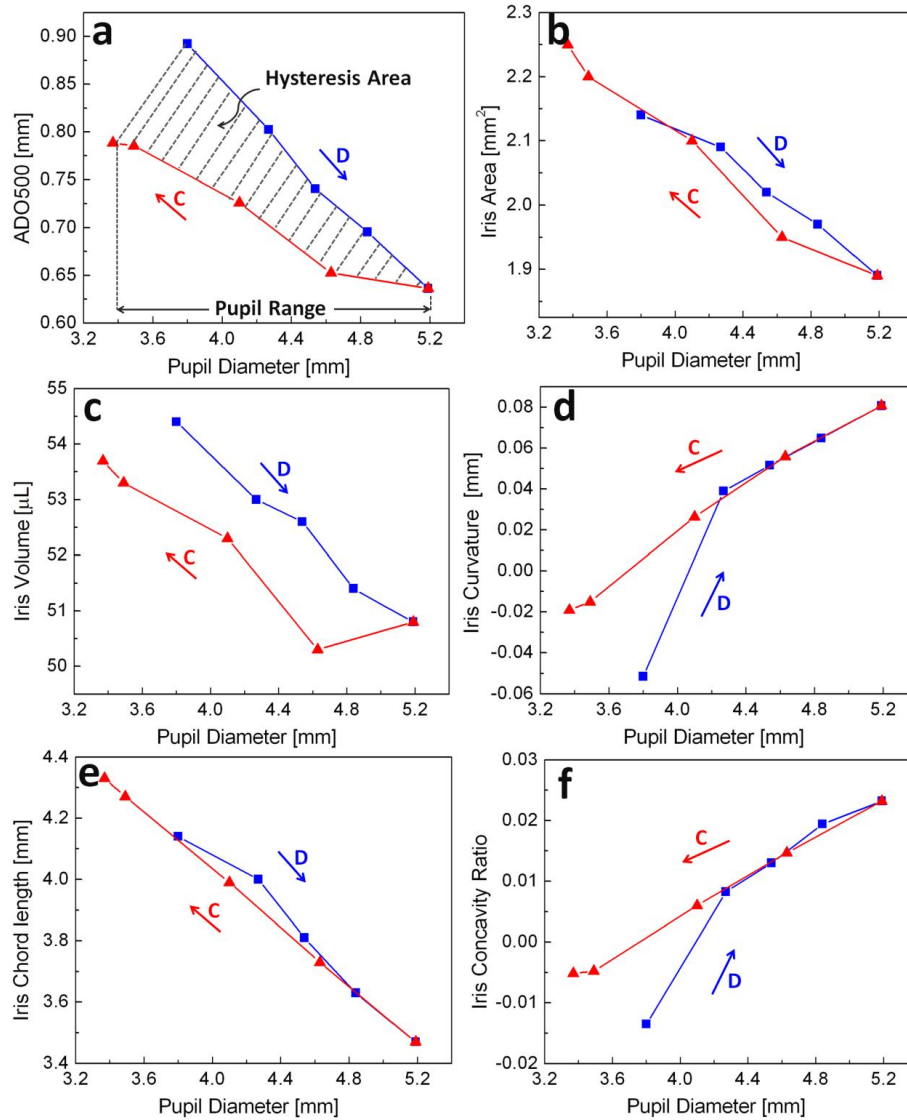 a
Hysteresis Area
D
C
Pupil Range
0.90
0.85
0.80
0.75
0.70
0.65
0.60
ADO500 [mm]
3.2 3.6 4.0 4.4 4.8 5.2
Pupil Diameter [mm]
b
D
C
2.3
2.2
2.1
2.0
1.9
Iris Area [mm²]
3.2 3.6 4.0 4.4 4.8 5.2
Pupil Diameter [mm]
c
D
C
55
54
53
52
51
50
Iris Volume [µL]
3.2 3.6 4.0 4.4 4.8 5.2
Pupil Diameter [mm]
d
C
D
0.08
0.06
0.04
0.02
0.00
-0.02
-0.04
-0.06
Iris Curvature [mm]
3.2 3.6 4.0 4.4 4.8 5.2
Pupil Diameter [mm]
e
D
C
4.4
4.2
4.0
3.8
3.6
3.4
Iris Chord length [mm]
3.2 3.6 4.0 4.4 4.8 5.2
Pupil Diameter [mm]
f
C
D
0.03
0.02
0.01
0.00
-0.01
-0.02
Iris Concavity Ratio
3.2 3.6 4.0 4.4 4.8 5.2
Pupil Diameter [mm]